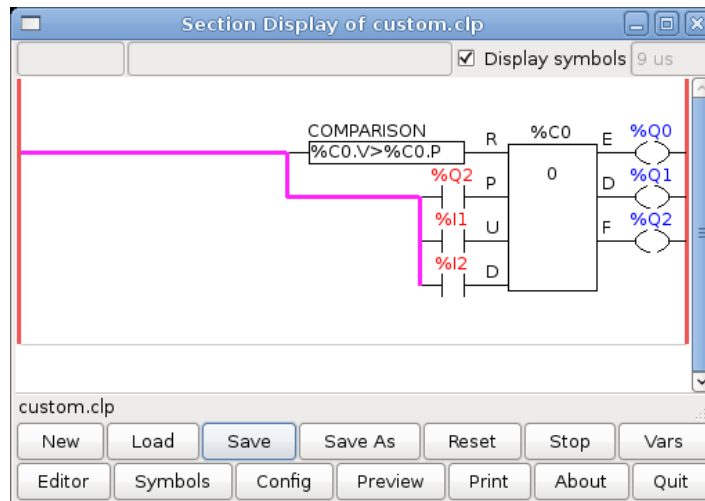 Section Display of custom.clp
Display symbols 9 us
COMPARISON R %C0 E %Q0
%C0.V>%C0.P
%Q2 P 0 D %Q1
%I1 U F %Q2
%I2 D
custom.clp
New Load Save Save As Reset Stop Vars
Editor Symbols Config Preview Print About Quit